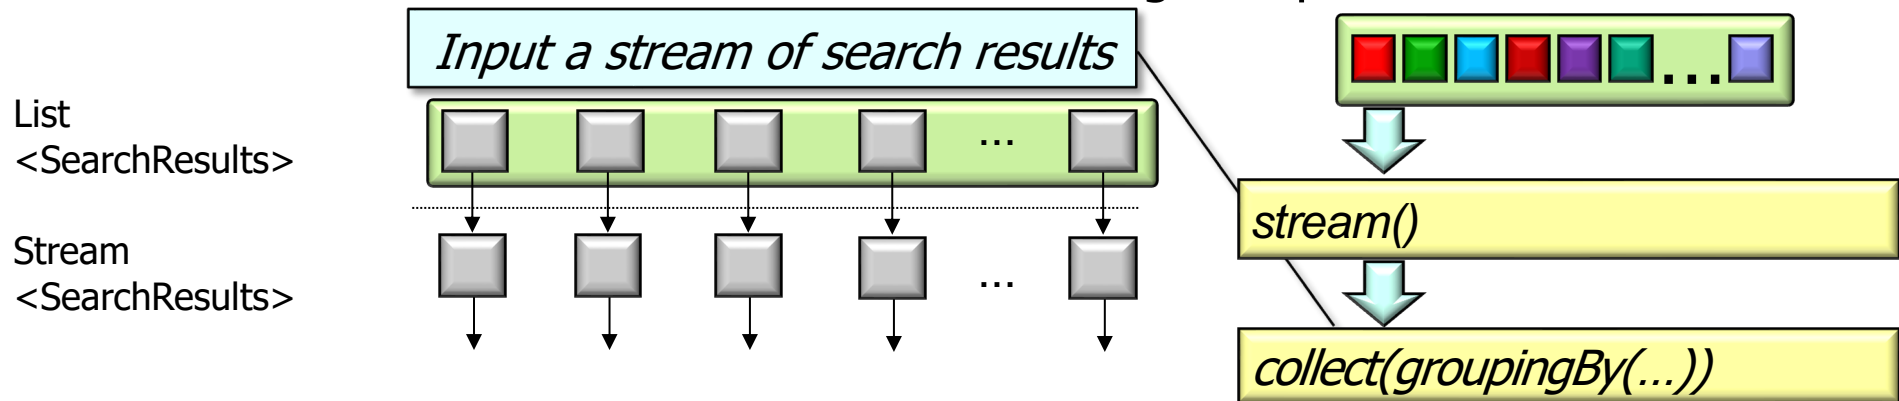 Input a stream of search results
List
<SearchResults>
...
...
Stream
<SearchResults>
...
stream()
collect(groupingBy(...))